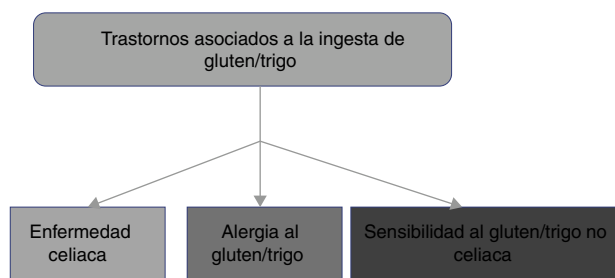 Trastornos asociados a la ingesta de
gluten/trigo
Enfermedad
celiaca
Alergia al
gluten/trigo
Sensibilidad al gluten/trigo no
celiaca